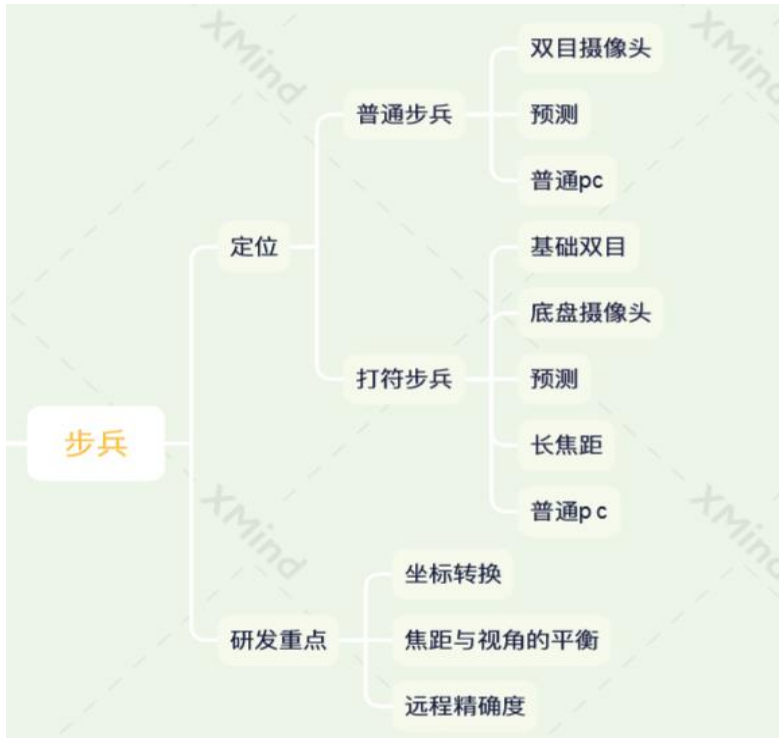 XMind
XMind
双目摄像头
普通步兵
预测
普通pc
定位
基础双目
底盘摄像头
打符步兵
预测
步兵
长焦距
普通pc
XMind
XMind
坐标转换
研发重点
焦距与视角的平衡
远程精确度